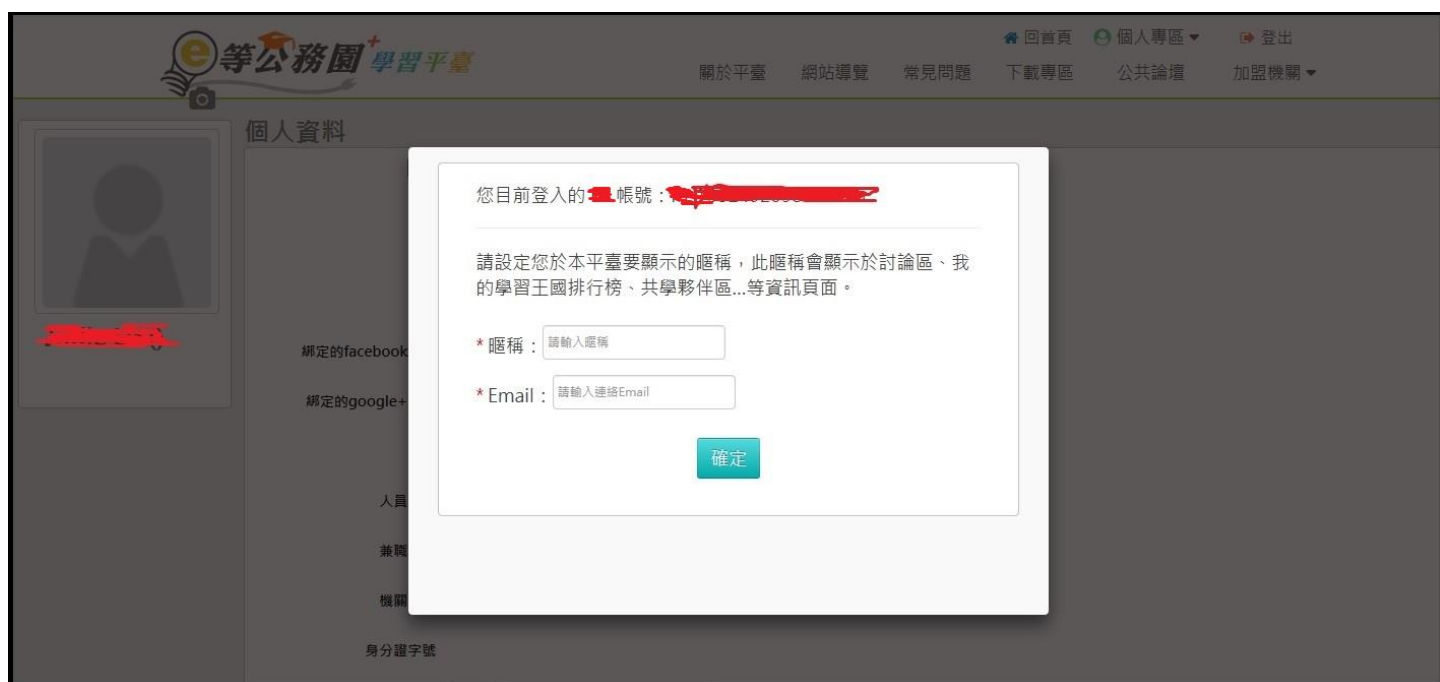 e等公務園+學習平臺
回首頁 個人專區▼ 登出
關於平臺 網站導覽 常見問題 下載專區 公共論壇 加盟機關▼
個人資料
您目前登入的 帳號：
請設定您於本平臺要顯示的暱稱，此暱稱會顯示於討論區、我
的學習王國排行榜、共學夥伴區...等資訊頁面。
*暱稱： 請輸入暱稱
*Email： 請輸入連絡Email
確定
綁定的facebook
綁定的google+
人員
兼職
機關
身分證字號